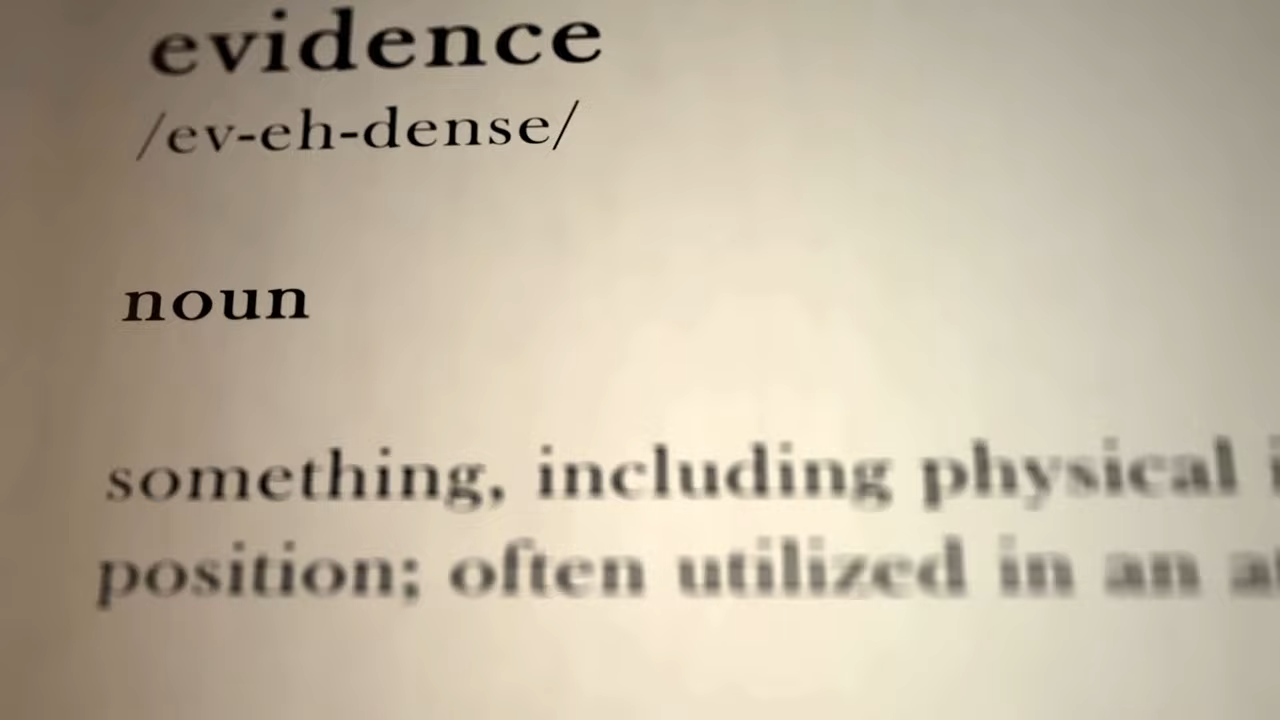 evidence
/ev-eh-dense/
noun
something, including physical
position; often utilized in an